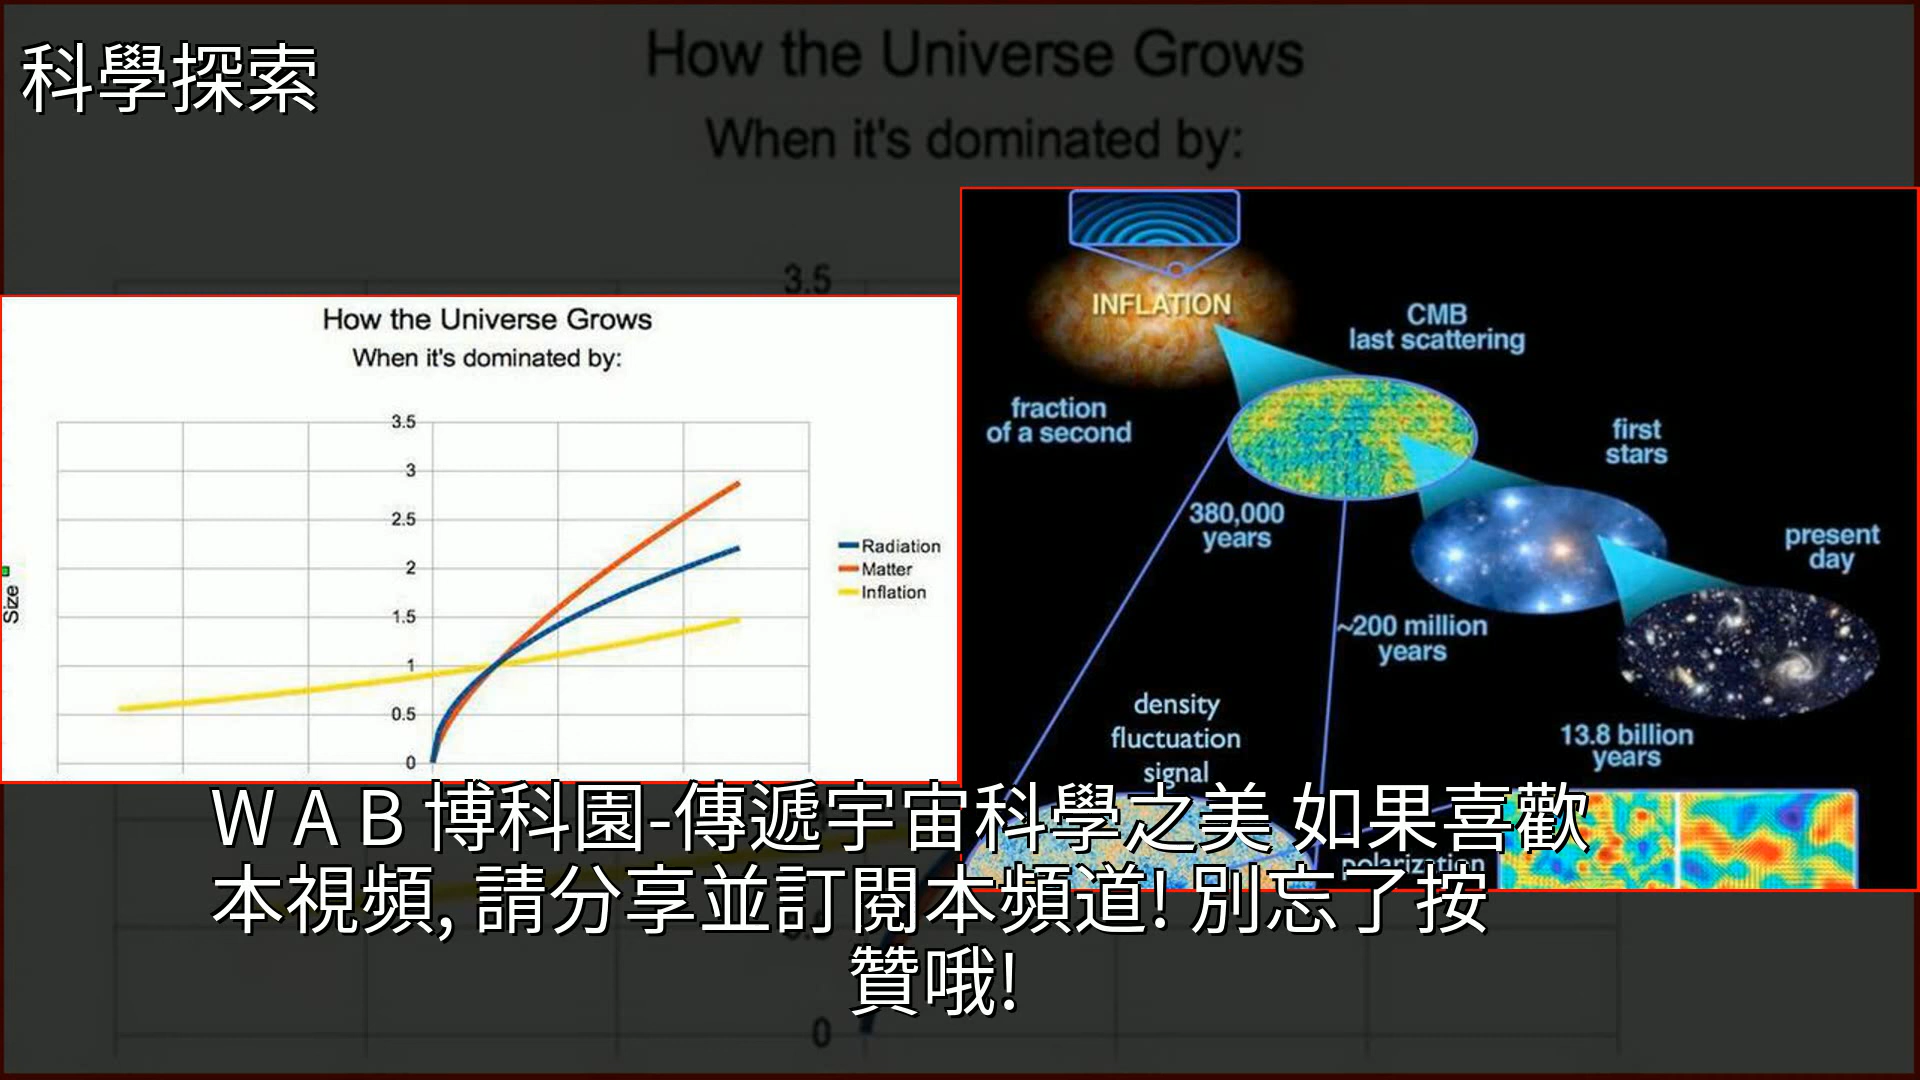 科學探索
How the Universe Grows
When it's dominated by:
3.5
0
How the Universe Grows
When it's dominated by:
3.5
3
2.5
2
1.5
1
0.5
0
Size
Radiation
Matter
Inflation
INFLATION
CMB
last scattering
fraction
of a second
first
stars
380,000
years
present
day
~200 million
years
density
fluctuation
signal
13.8 billion
years
polarization
W A B 博科園-傳遞宇宙科學之美 如果喜歡
本視頻, 請分享並訂閱本頻道! 別忘了按
贊哦!